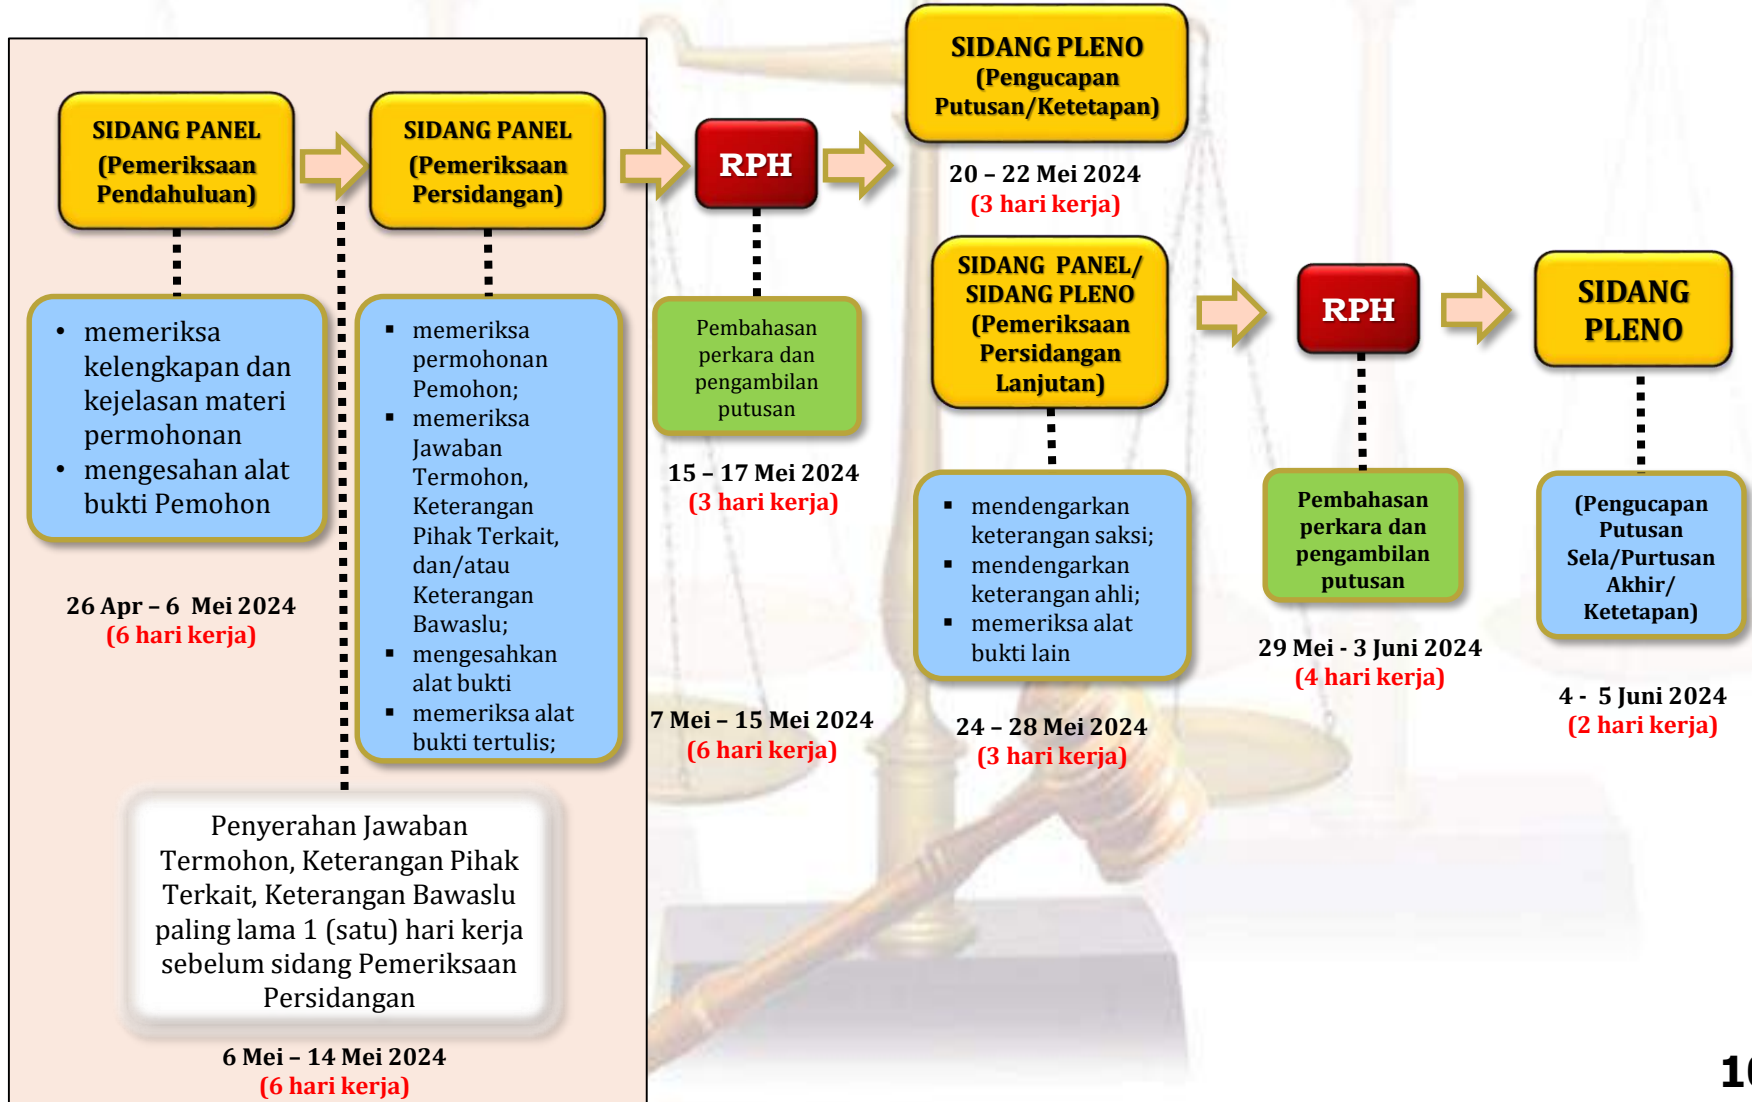 SIDANG PANEL
(Pemeriksaan
Pendahuluan)
• memeriksa
kelengkapan dan
kejelasan materi
permohonan
• mengesahan alat
bukti Pemohon
26 Apr – 6 Mei 2024
(6 hari kerja)
SIDANG PANEL
(Pemeriksaan
Persidangan)
▪ memeriksa
permohonan
Pemohon;
▪ memeriksa
Jawaban
Termohon,
Keterangan
Pihak Terkait,
dan/atau
Keterangan
Bawaslu;
▪ mengesahkan
alat bukti
▪ memeriksa alat
bukti tertulis;
7 Mei – 15 Mei 2024
(6 hari kerja)
Penyerahan Jawaban
Termohon, Keterangan Pihak
Terkait, Keterangan Bawaslu
paling lama 1 (satu) hari kerja
sebelum sidang Pemeriksaan
Persidangan
6 Mei – 14 Mei 2024
(6 hari kerja)
RPH
Pembahasan
perkara dan
pengambilan
putusan
15 – 17 Mei 2024
(3 hari kerja)
SIDANG PLENO
(Pengucapan
Putusan/Ketetapan)
20 – 22 Mei 2024
(3 hari kerja)
SIDANG PANEL/
SIDANG PLENO
(Pemeriksaan
Persidangan
Lanjutan)
▪ mendengarkan
keterangan saksi;
▪ mendengarkan
keterangan ahli;
▪ memeriksa alat
bukti lain
24 – 28 Mei 2024
(3 hari kerja)
RPH
Pembahasan
perkara dan
pengambilan
putusan
29 Mei - 3 Juni 2024
(4 hari kerja)
SIDANG
PLENO
(Pengucapan
Putusan
Sela/Purtusan
Akhir/
Ketetapan)
4 - 5 Juni 2024
(2 hari kerja)